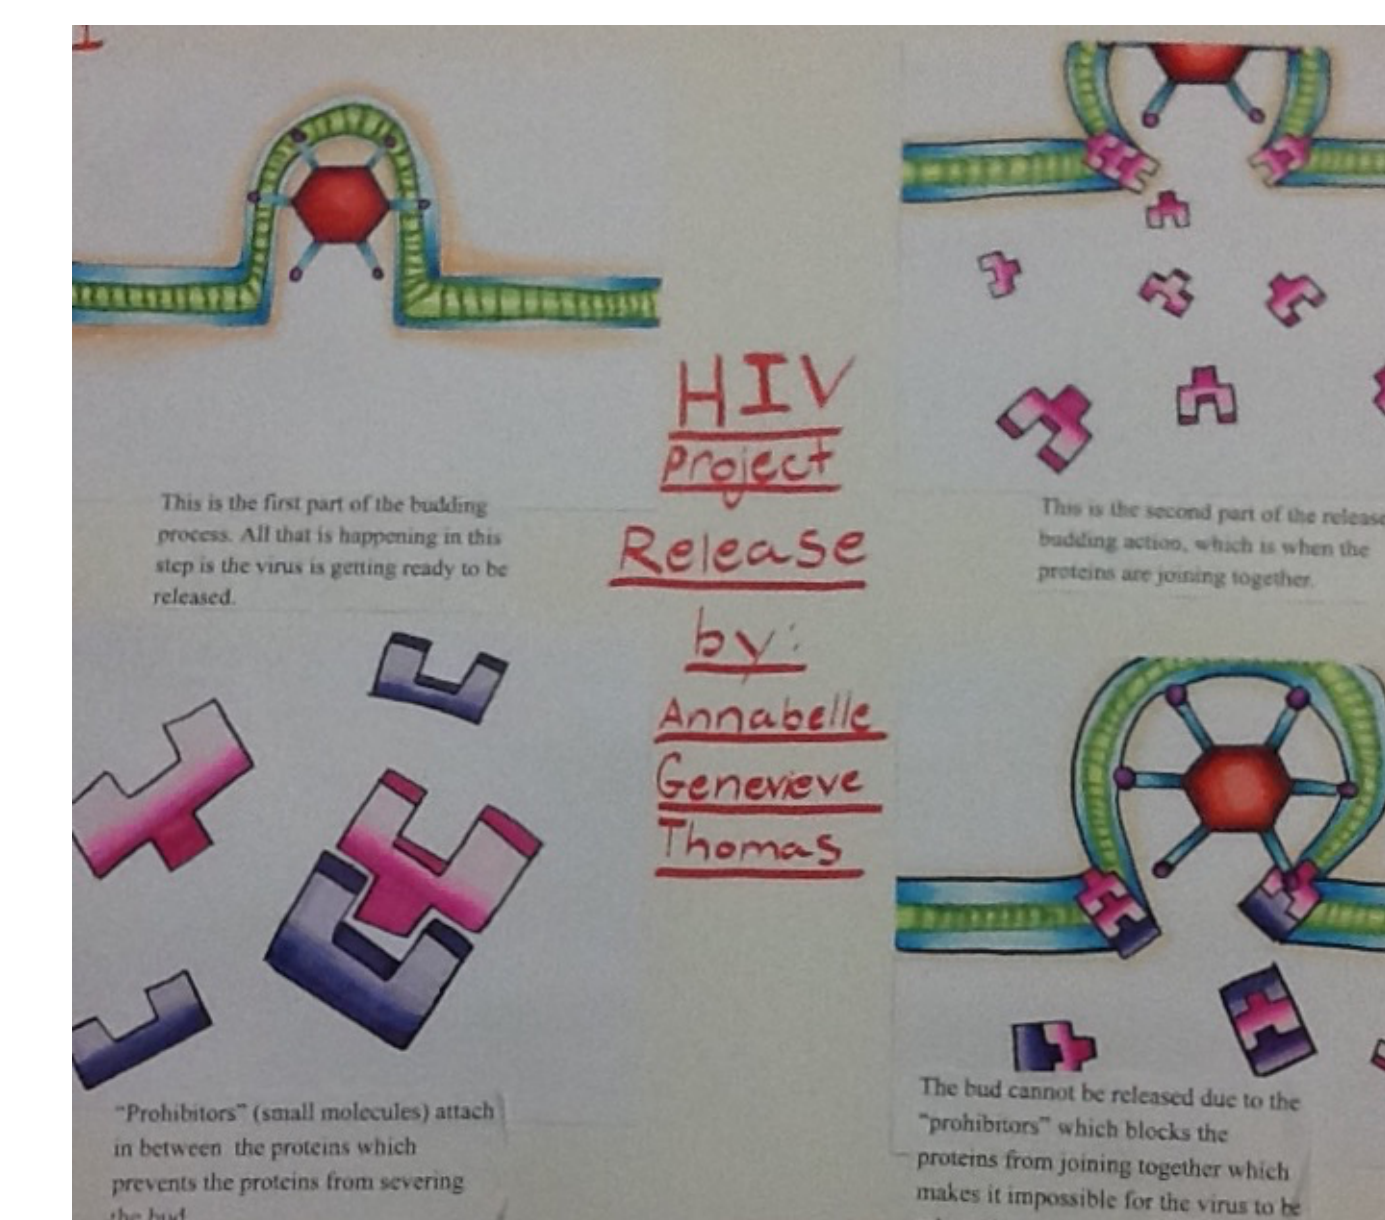 This is the first part of the budding
process. All that is happening in this
step is the virus is getting ready to be
released.
HIV
Project
Release
by:
Annabelle
Genevieve
Thomas
This is the second part of the release
budding action, which is when the
proteins are joining together.
"Prohibitors" (small molecules) attach
in between the proteins which
prevents the proteins from severing
the bud
The bud cannot be released due to the
"prohibitors" which blocks the
proteins from joining together which
makes it impossible for the virus to be